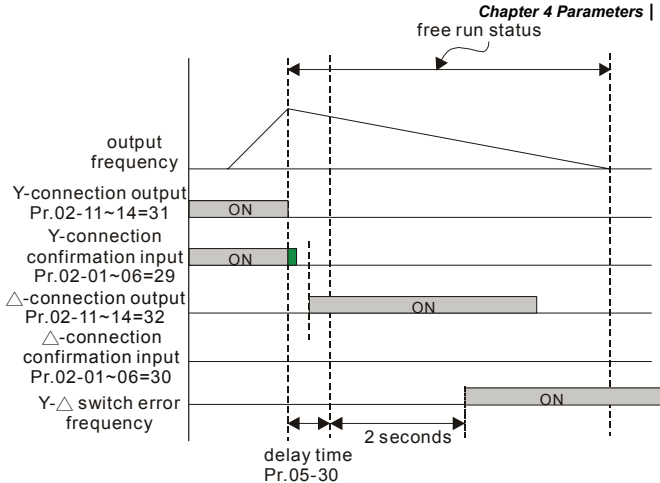 Chapter 4 Parameters |
free run status
output
frequency
Y-connection output
Pr.02-11~14=31
ON
Y-connection
confirmation input
Pr.02-01~06=29
ON
△-connection output
Pr.02-11~14=32
ON
△-connection
confirmation input
Pr.02-01~06=30
Y-△ switch error
frequency
ON
2 seconds
delay time
Pr.05-30